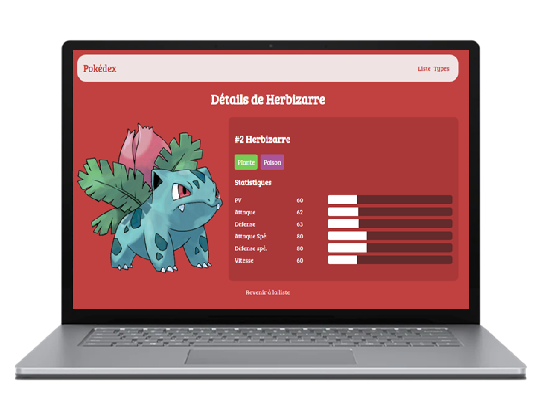 Pokédex
Liste Types
Détails de Herbizarre
#2 Herbizarre
Plante Poison
Statistiques
PV 60
Attaque 62
Défense 63
Attaque Spé. 80
Défense spé. 80
Vitesse 60
Revenir à la liste